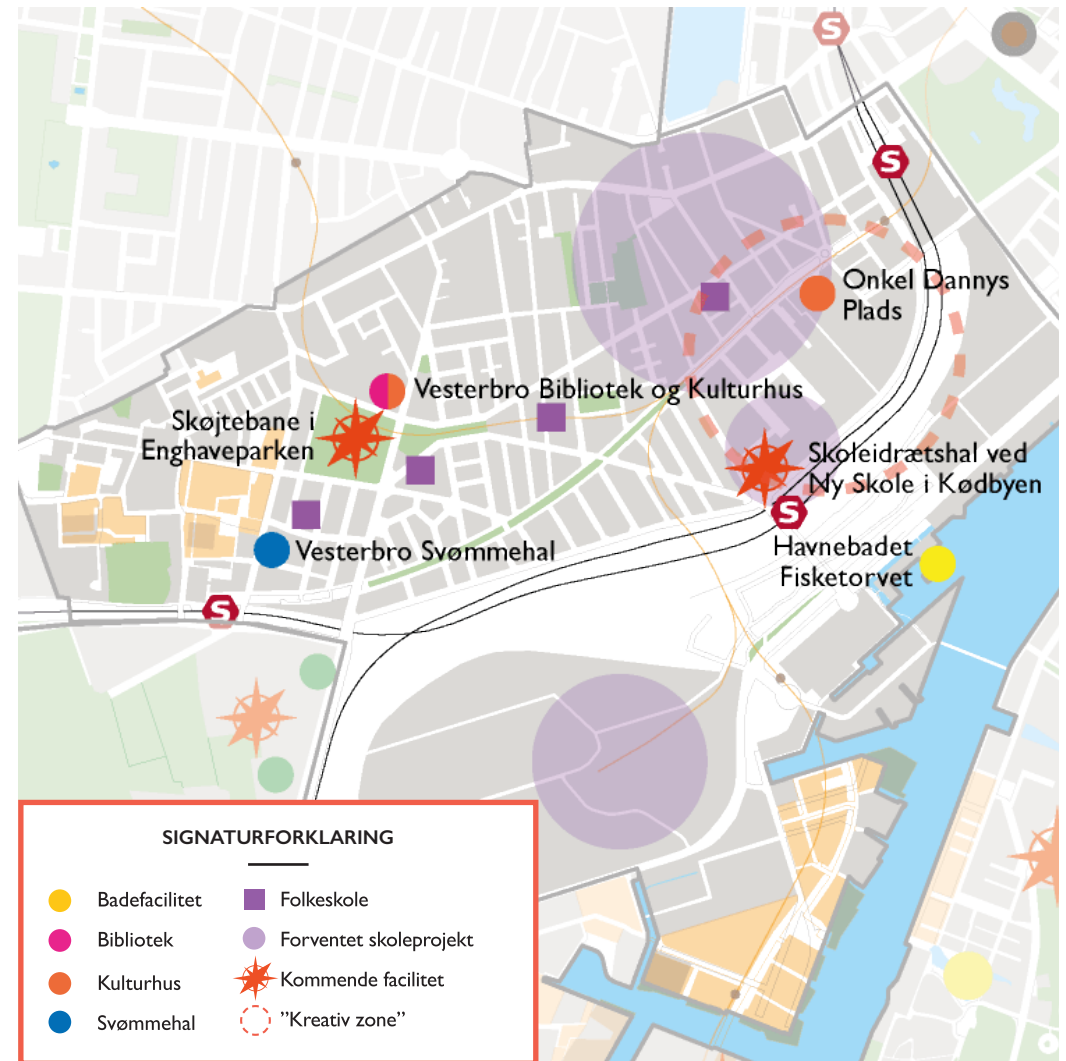 S
S
Onkel Dannys
Plads
Vesterbro Bibliotek og Kulturhus
Skøjtebane i
Enghaveparken
Skoleidrætshal ved
Ny Skole i Kødbyen
S
Havnebadet
Fisketorvet
Vesterbro Svømmehal
S
SIGNATURFORKLARING
Badefacilitet
Bibliotek
Kulturhus
Svømmehal
Folkeskole
Forventet skoleprojekt
Kommende facilitet
”Kreativ zone”